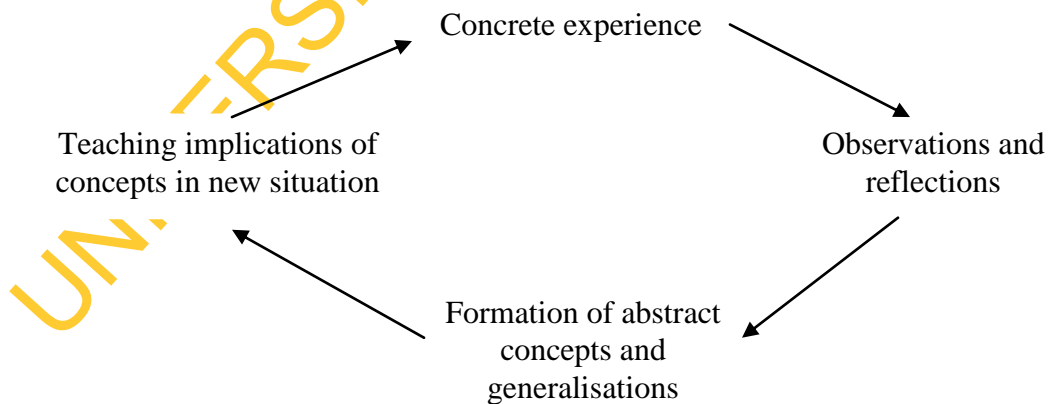 Concrete experience
Teaching implications of
concepts in new situation
Observations and
reflections
Formation of abstract
concepts and
generalisations